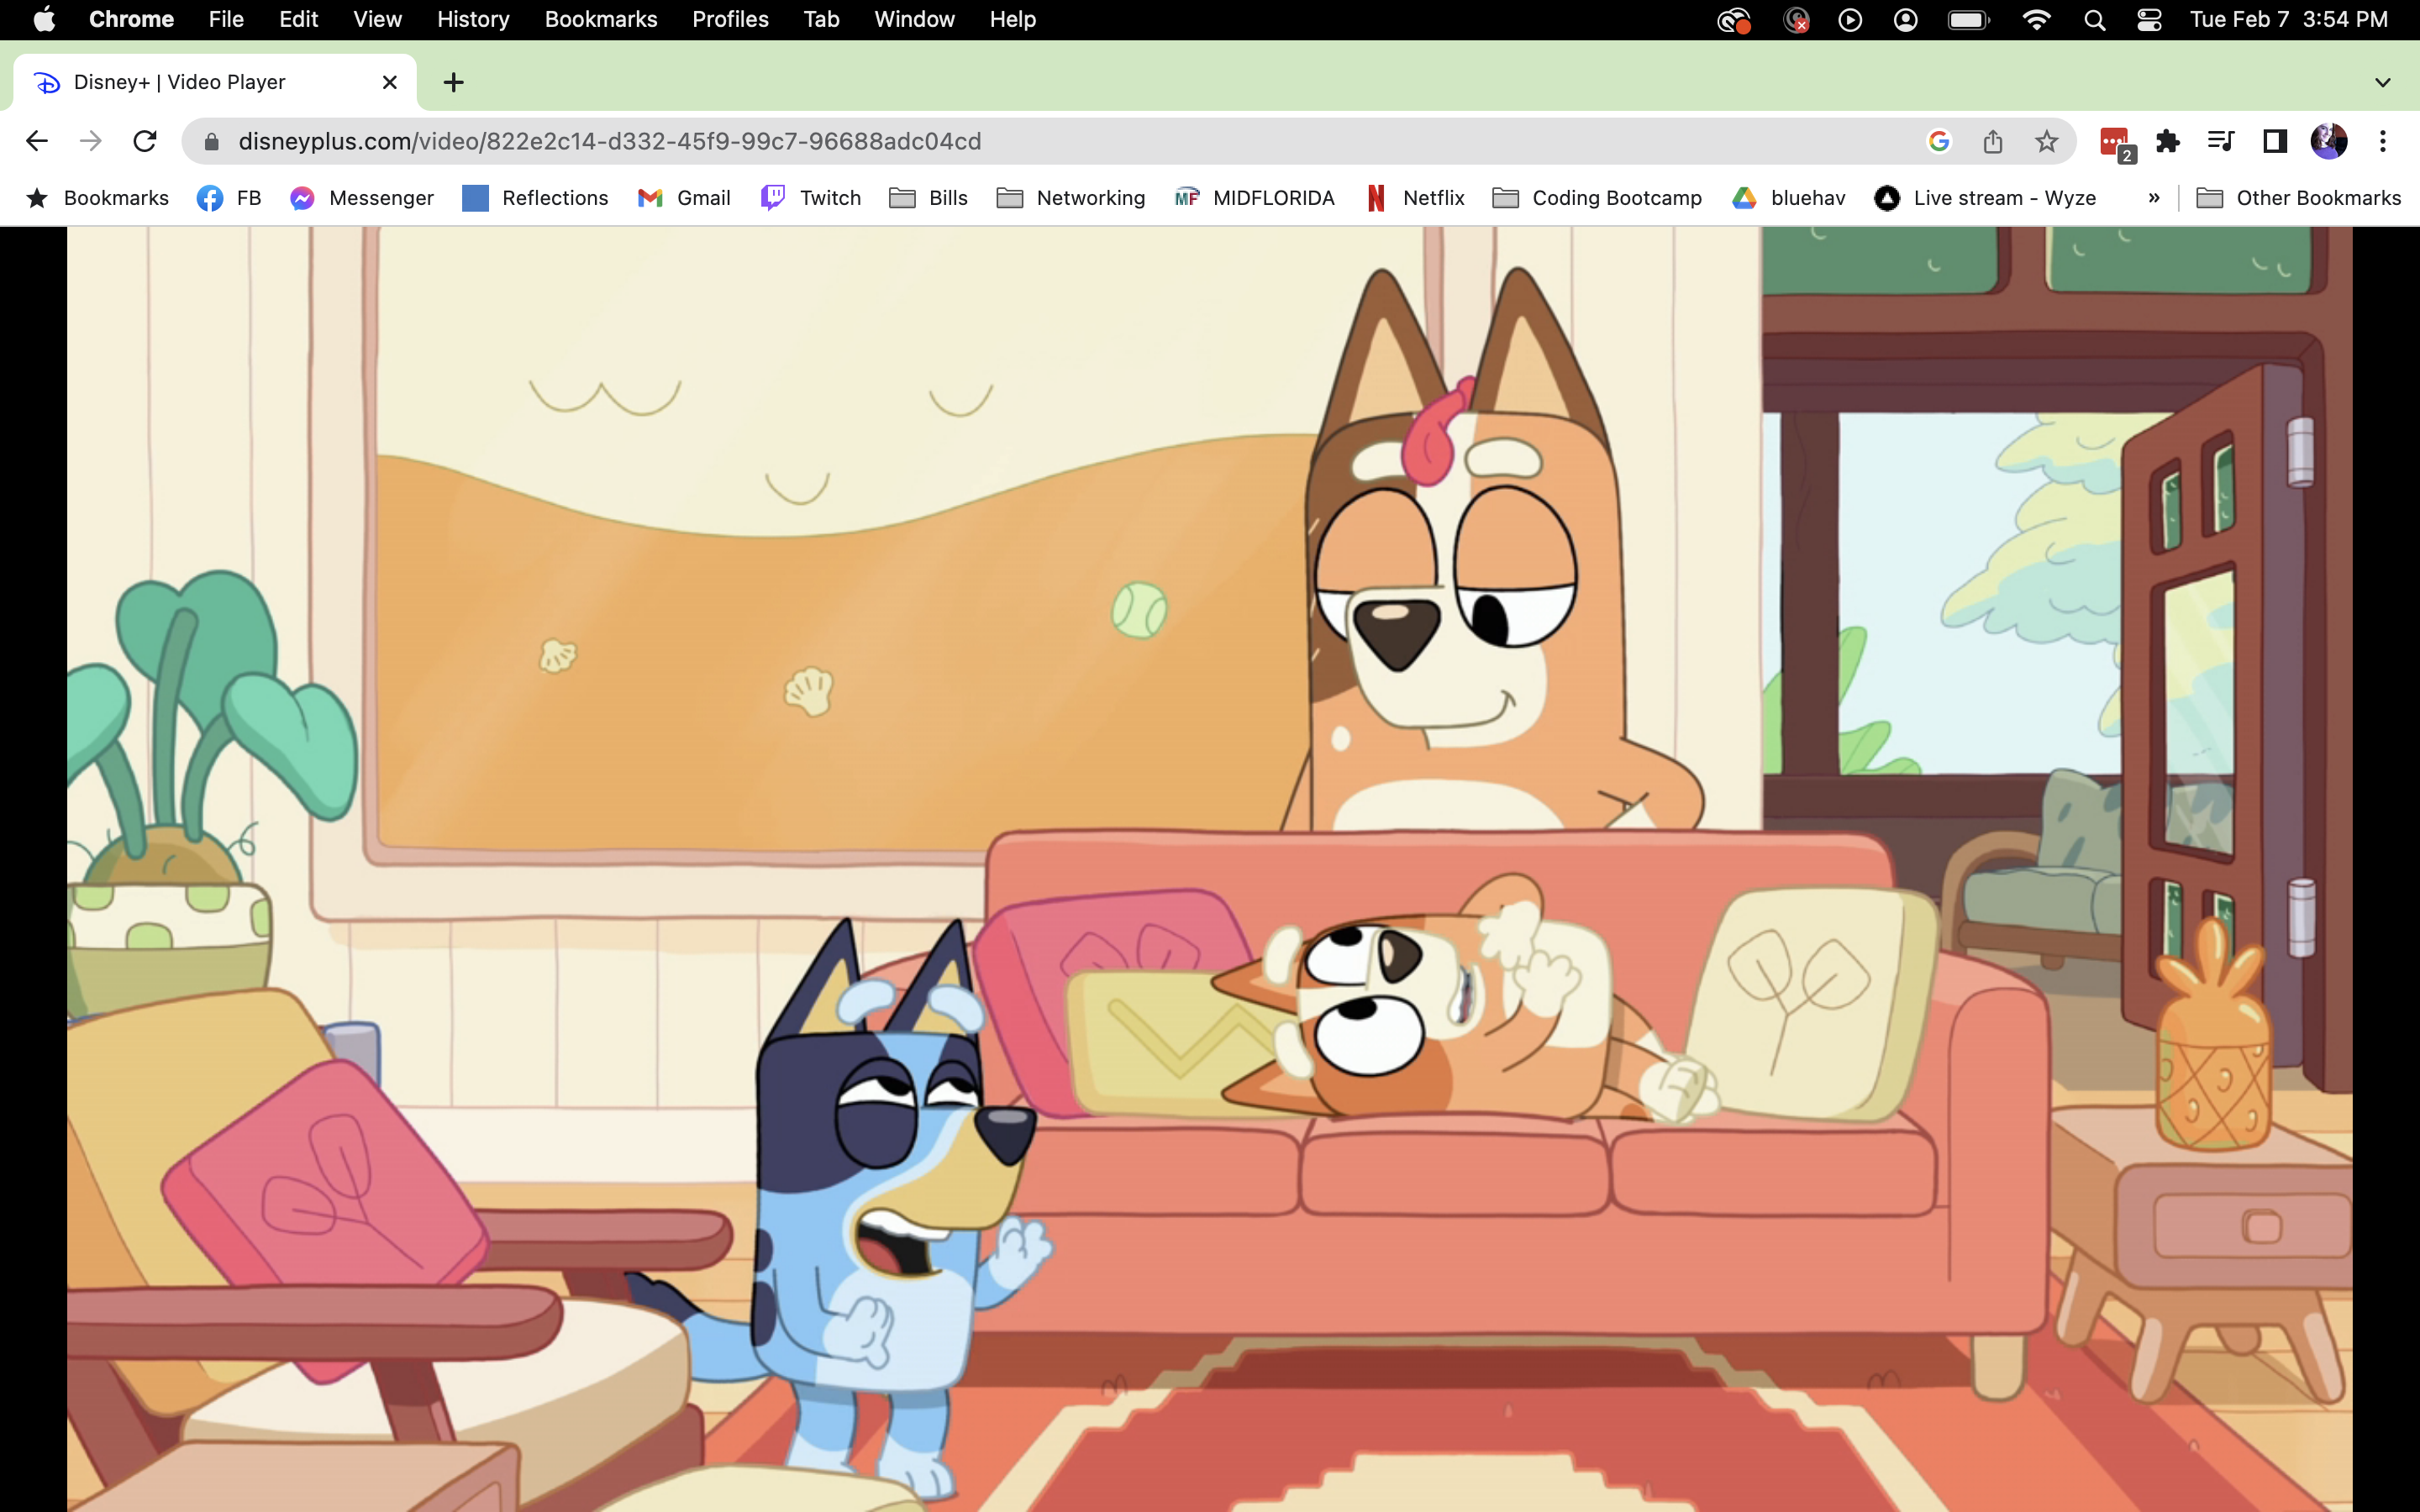 Chrome File Edit View History Bookmarks Profiles Tab Window Help Tue Feb 7 3:54 PM
Disney+ | Video Player
disneyplus.com/video/822e2c14-d332-45f9-99c7-96688adc04cd 2
Bookmarks FB Messenger Reflections Gmail Twitch Bills Networking MF MIDFLORIDA Netflix Coding Bootcamp bluehav Live stream - Wyze » Other Bookmarks